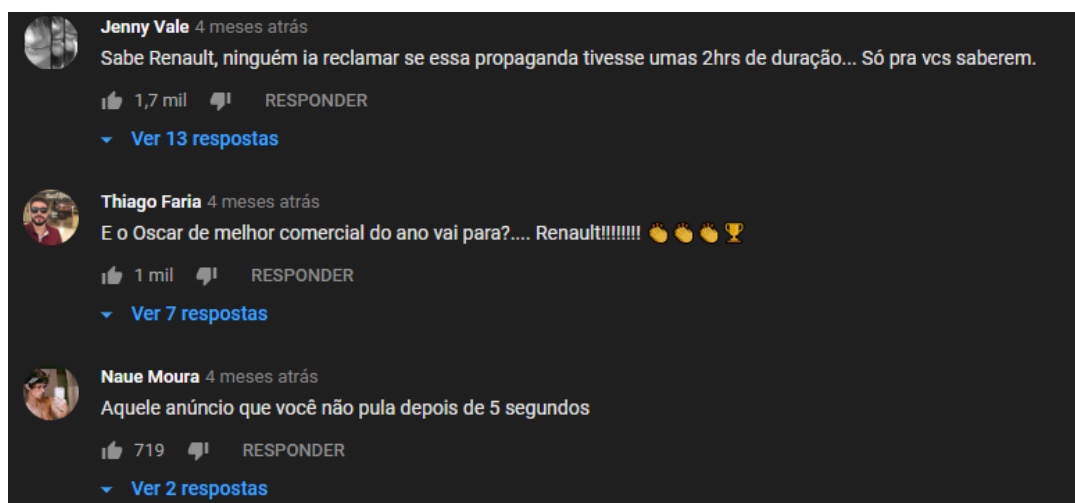 Jenny Vale 4 meses atrás
Sabe Renault, ninguém ia reclamar se essa propaganda tivesse umas 2hrs de duração... Só pra vcs saberem.
1,7 mil RESPONDER
Ver 13 respostas
Thiago Faria 4 meses atrás
E o Oscar de melhor comercial do ano vai para?.... Renault!!!!!!!! 👏👏👏🏆
1 mil RESPONDER
Ver 7 respostas
Naue Moura 4 meses atrás
Aquele anúncio que você não pula depois de 5 segundos
719 RESPONDER
Ver 2 respostas